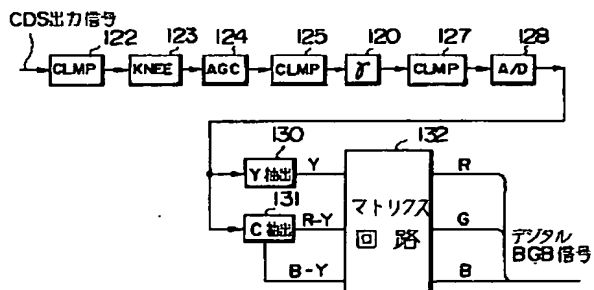 CDS出力信号
122 123 124 125 120 127 128
CLMP KNEE AGC CLMP γ CLMP A/D
130 132
Y抽出 Y R
131
C抽出 R-Y マトリクス G
B-Y 回路 B
デジタル
BGB信号